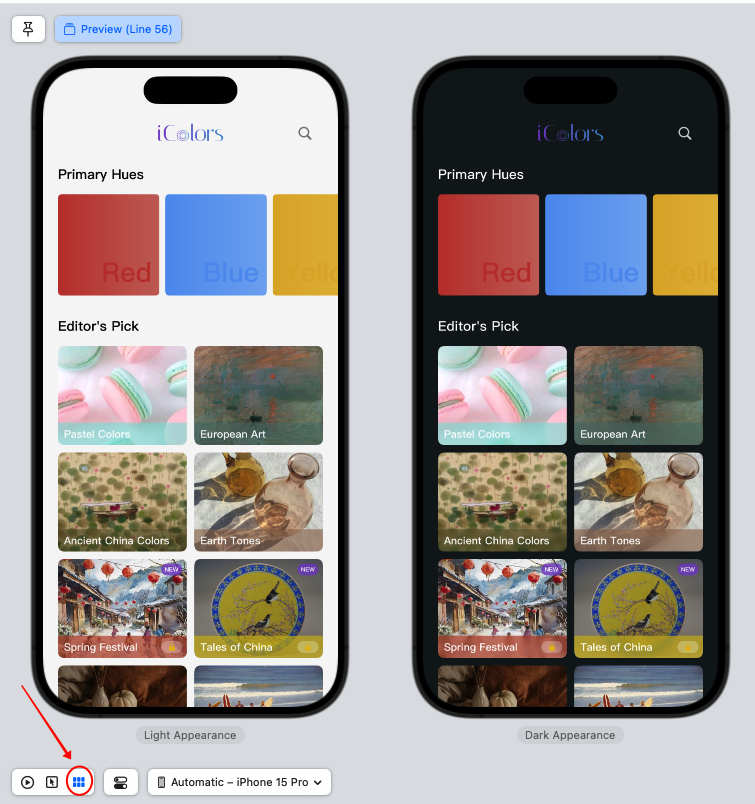 Preview (Line 56)
iColors
Primary Hues
Red
Blue
Yello
Editor's Pick
Pastel Colors
European Art
Ancient China Colors
Earth Tones
NEW
NEW
Spring Festival
Tales of China
Light Appearance
iColors
Primary Hues
Red
Blue
Yello
Editor's Pick
Pastel Colors
European Art
Ancient China Colors
Earth Tones
NEW
NEW
Spring Festival
Tales of China
Dark Appearance
Automatic – iPhone 15 Pro